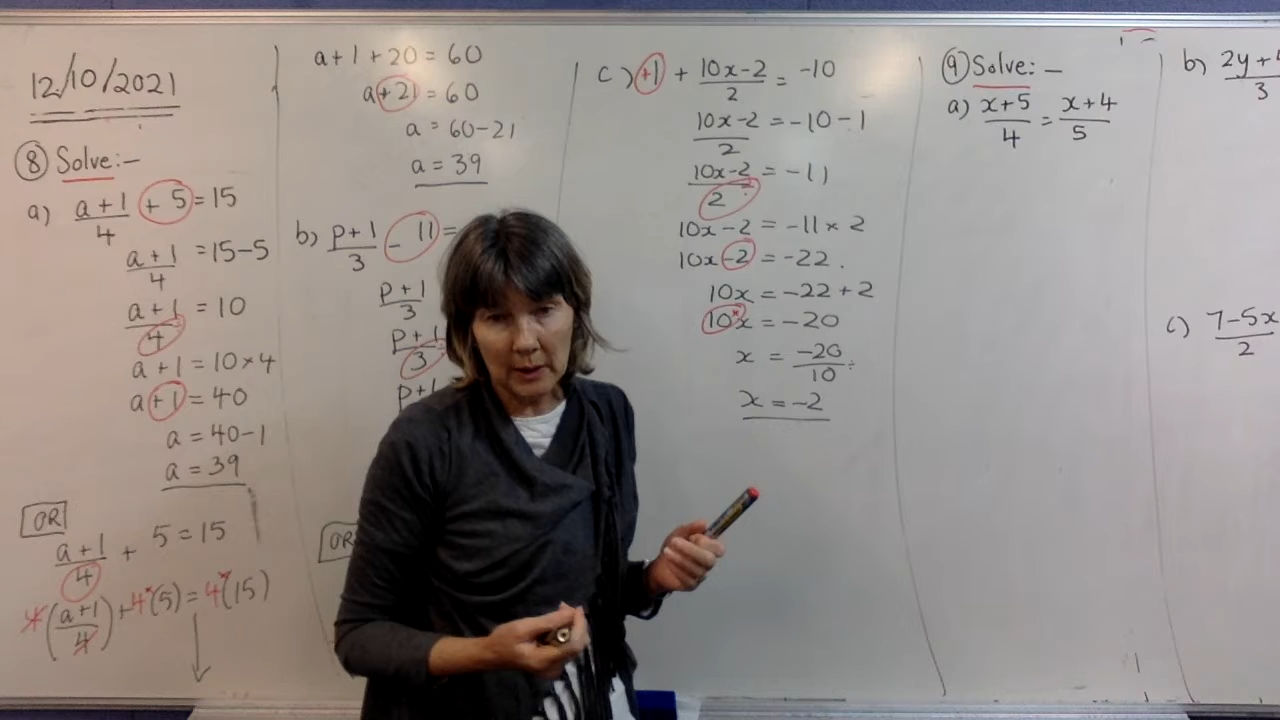 12/10/2021
⑧ Solve:-
a) (a+1)/4 + 5 = 15
(a+1)/4 = 15-5
(a+1)/4 = 10
a+1 = 10×4
a+1 = 40
a = 40-1
a = 39
OR
(a+1)/4 + 5 = 15
4((a+1)/4) + 4(5) = 4(15)
a+1+20 = 60
a+21 = 60
a = 60-21
a = 39
b) (p+1)/3 - 11 =
(p+1)/3
(p+1)/3
p+1
OR
c) +1 + (10x-2)/2 = -10
(10x-2)/2 = -10-1
(10x-2)/2 = -11
10x-2 = -11×2
10x-2 = -22.
10x = -22+2
10x = -20
x = -20/10 ÷
x = -2
⑨ Solve:-
a) (x+5)/4 = (x+4)/5
b) (2y+4)/3
c) (7-5x)/2